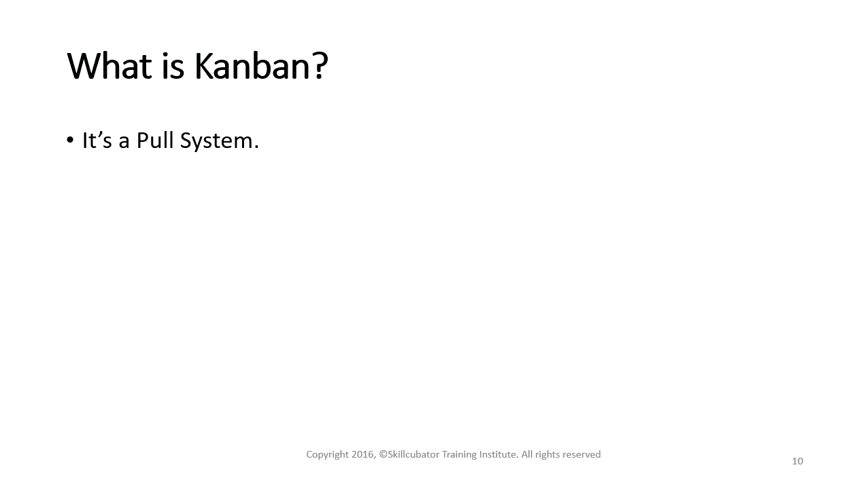 What is Kanban?
• It’s a Pull System.
Copyright 2016, ©Skillcubator Training Institute. All rights reserved
10